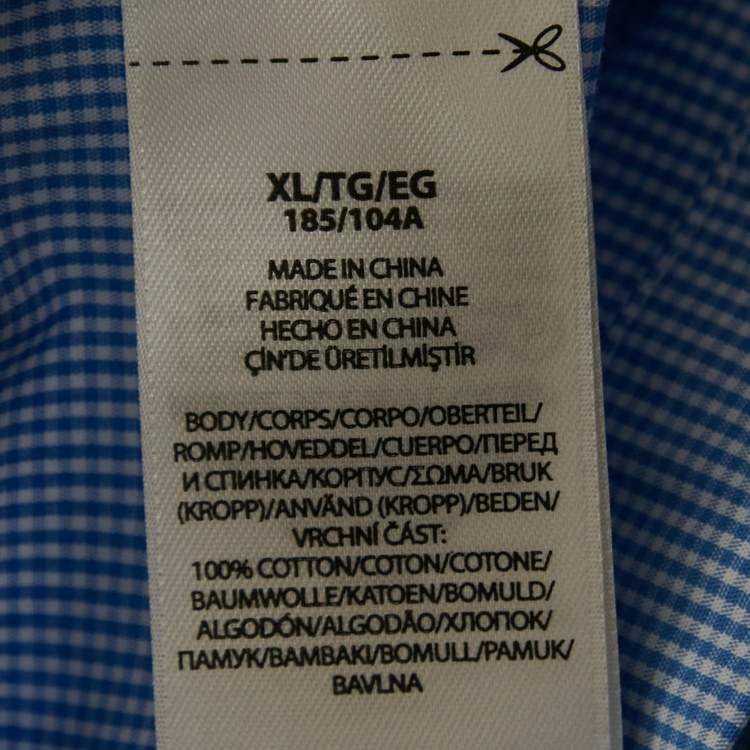 XL/TG/EG
185/104A
MADE IN CHINA
FABRIQUÉ EN CHINE
HECHO EN CHINA
ÇİN'DE ÜRETİLMİŞTİR
BODY/CORPS/CORPO/OBERTEIL/
ROMP/HOVEDDEL/CUERPO/ПЕРЕД
И СПИНКА/КОРПУС/ΣΩΜΑ/BRUK
(KROPP)/ANVÄND (KROPP)/BEDEN/
VRCHNÍ ČÁST:
100% COTTON/COTON/COTONE/
BAUMWOLLE/KATOEN/BOMULD/
ALGODÓN/ALGODÃO/ХЛОПОК/
ПАМУК/BAMBAKI/BOMULL/PAMUK/
BAVLNA